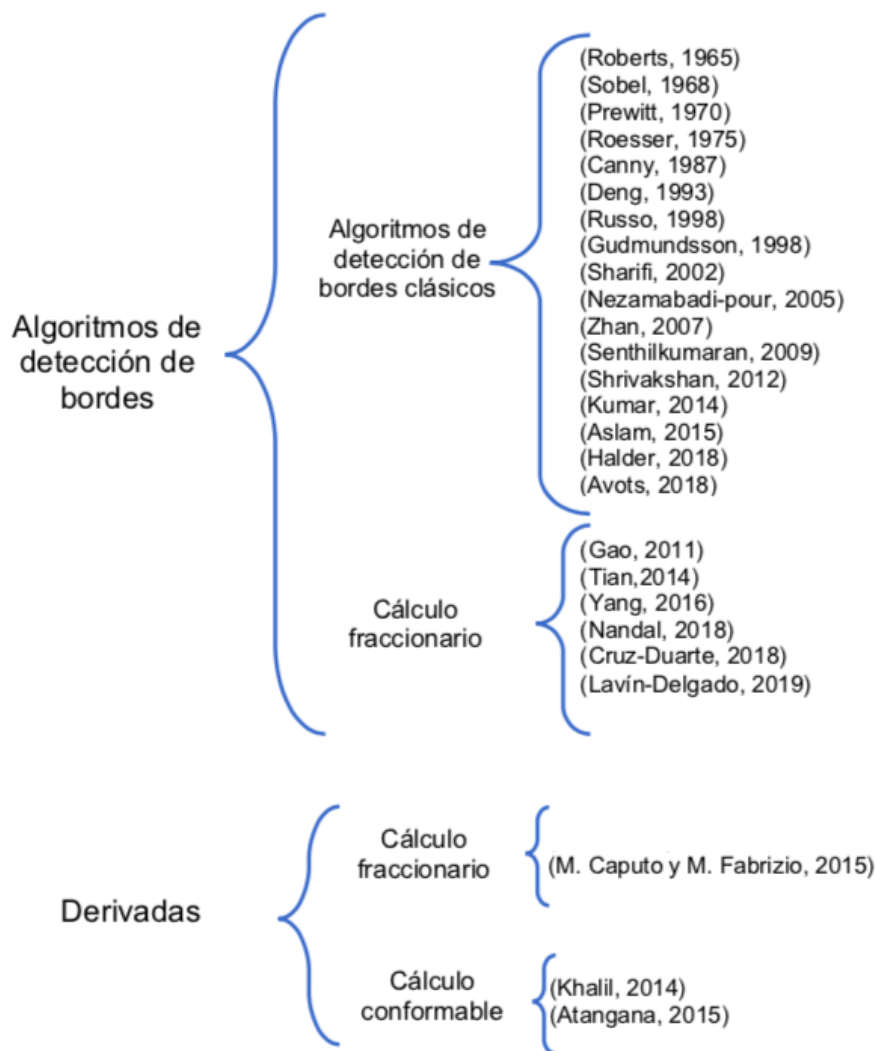 Algoritmos de
detección de
bordes
Algoritmos de
detección de
bordes clásicos
(Roberts, 1965)
(Sobel, 1968)
(Prewitt, 1970)
(Roesser, 1975)
(Canny, 1987)
(Deng, 1993)
(Russo, 1998)
(Gudmundsson, 1998)
(Sharifi, 2002)
(Nezamabadi-pour, 2005)
(Zhan, 2007)
(Senthilkumaran, 2009)
(Shrivakshan, 2012)
(Kumar, 2014)
(Aslam, 2015)
(Halder, 2018)
(Avots, 2018)
Cálculo
fraccionario
(Gao, 2011)
(Tian,2014)
(Yang, 2016)
(Nandal, 2018)
(Cruz-Duarte, 2018)
(Lavín-Delgado, 2019)
Derivadas
Cálculo
fraccionario
(M. Caputo y M. Fabrizio, 2015)
Cálculo
conformable
(Khalil, 2014)
(Atangana, 2015)